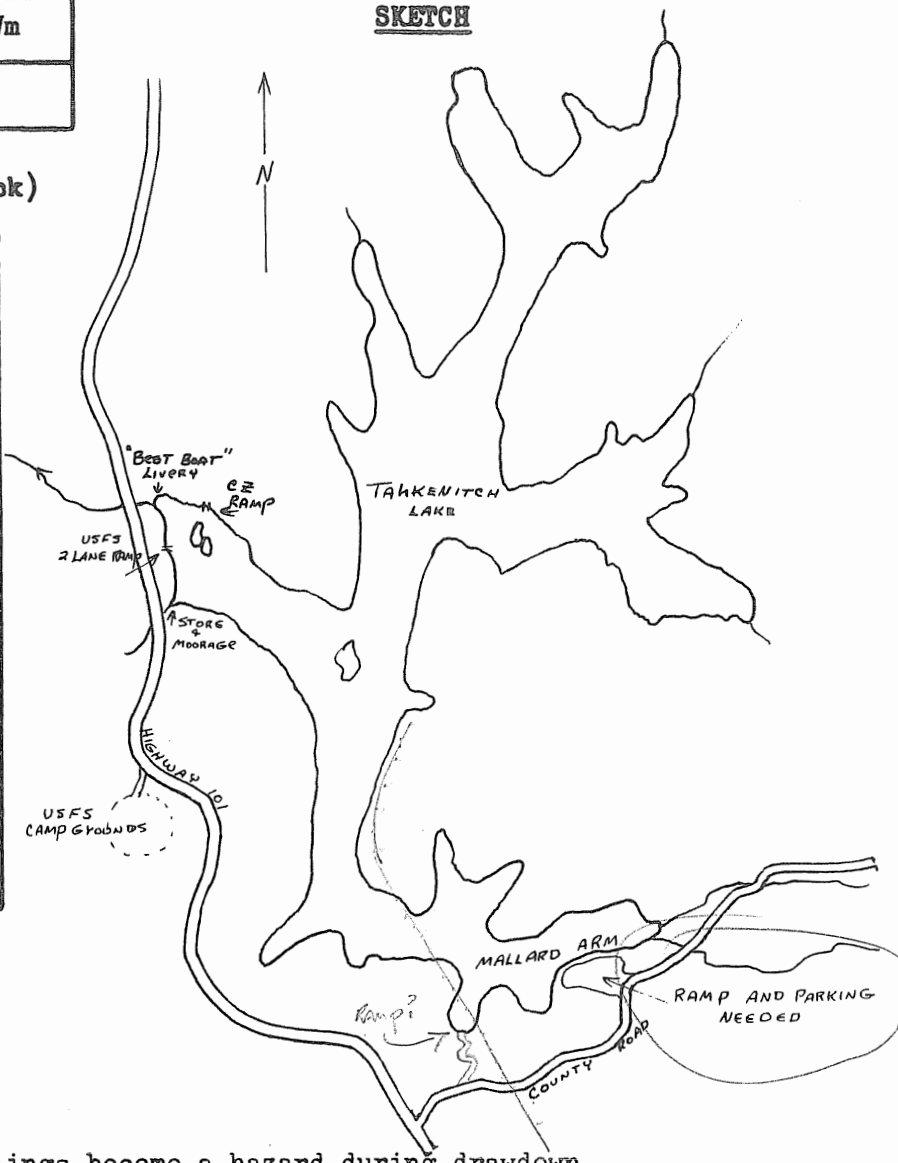 SKETCH
/m
ok)
N
"BEST BOAT"
LIVERY
CZ
RAMP
TAHKENITCH
LAKE
USFS
2 LANE RAMP
STORE
&
MOORAGE
HIGHWAY 101
USFS
CAMP GROUNDS
MALLARD ARM
RAMP AND PARKING
NEEDED
Ramp?
COUNTY ROAD
ings become a hazard during drawdown